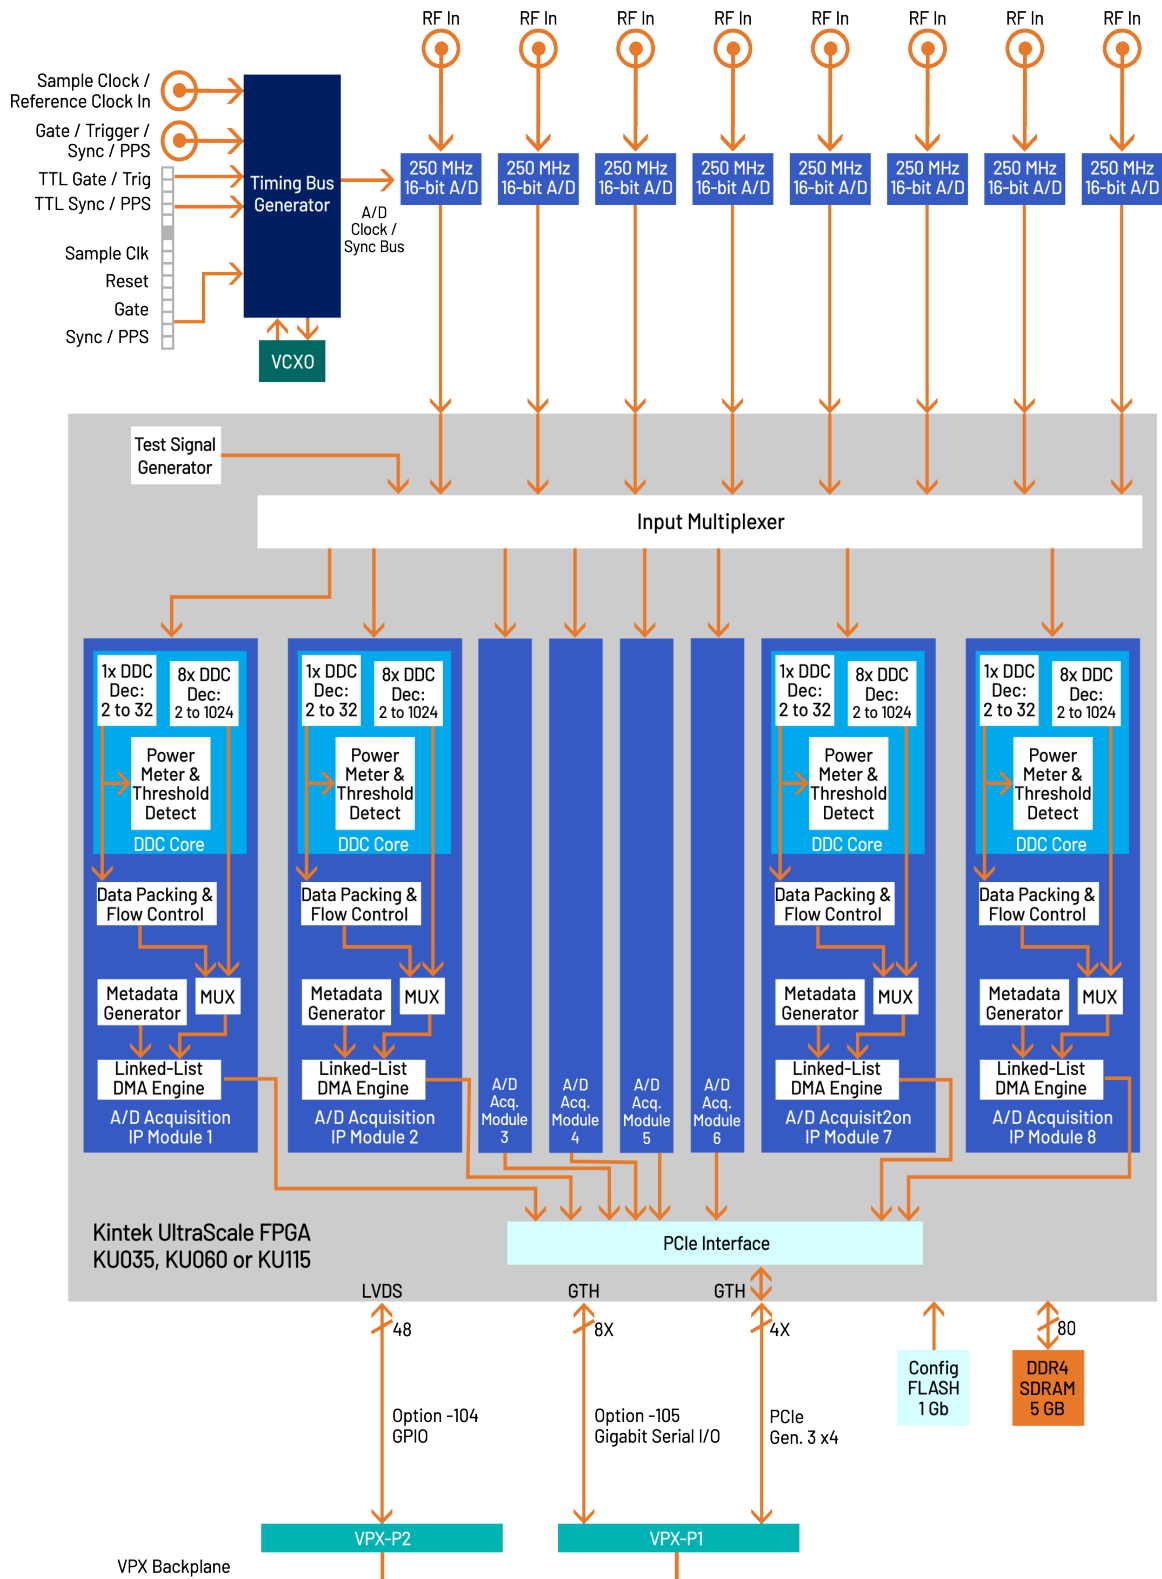 RF In
RF In
RF In
RF In
RF In
RF In
RF In
RF In
Sample Clock /
Reference Clock In
Gate / Trigger /
Sync / PPS
TTL Gate / Trig
TTL Sync / PPS
Sample Clk
Reset
Gate
Sync / PPS
Timing Bus
Generator
VCXO
A/D
Clock /
Sync Bus
250 MHz
16-bit A/D
250 MHz
16-bit A/D
250 MHz
16-bit A/D
250 MHz
16-bit A/D
250 MHz
16-bit A/D
250 MHz
16-bit A/D
250 MHz
16-bit A/D
250 MHz
16-bit A/D
Test Signal
Generator
Input Multiplexer
1x DDC
Dec:
2 to 32
8x DDC
Dec:
2 to 1024
Power
Meter &
Threshold
Detect
DDC Core
Data Packing &
Flow Control
Metadata
Generator
MUX
Linked-List
DMA Engine
A/D Acquisition
IP Module 1
1x DDC
Dec:
2 to 32
8x DDC
Dec:
2 to 1024
Power
Meter &
Threshold
Detect
DDC Core
Data Packing &
Flow Control
Metadata
Generator
MUX
Linked-List
DMA Engine
A/D Acquisition
IP Module 2
A/D
Acq.
Module
3
A/D
Acq.
Module
4
A/D
Acq.
Module
5
A/D
Acq.
Module
6
1x DDC
Dec:
2 to 32
8x DDC
Dec:
2 to 1024
Power
Meter &
Threshold
Detect
DDC Core
Data Packing &
Flow Control
Metadata
Generator
MUX
Linked-List
DMA Engine
A/D Acquisit2on
IP Module 7
1x DDC
Dec:
2 to 32
8x DDC
Dec:
2 to 1024
Power
Meter &
Threshold
Detect
DDC Core
Data Packing &
Flow Control
Metadata
Generator
MUX
Linked-List
DMA Engine
A/D Acquisition
IP Module 8
Kintek UltraScale FPGA
KU035, KU060 or KU115
PCIe Interface
LVDS
GTH
GTH
48
8X
4X
80
Config
FLASH
1 Gb
DDR4
SDRAM
5 GB
Option -104
GPIO
Option -105
Gigabit Serial I/O
PCIe
Gen. 3 x4
VPX-P2
VPX-P1
VPX Backplane